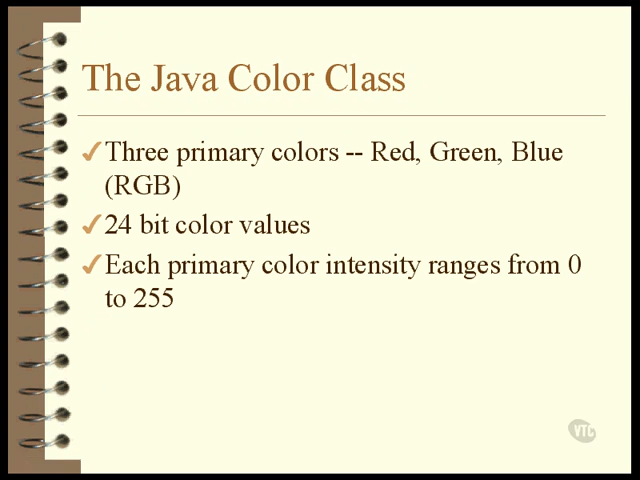 The Java Color Class
Three primary colors -- Red, Green, Blue
(RGB)
24 bit color values
Each primary color intensity ranges from 0
to 255
VTC